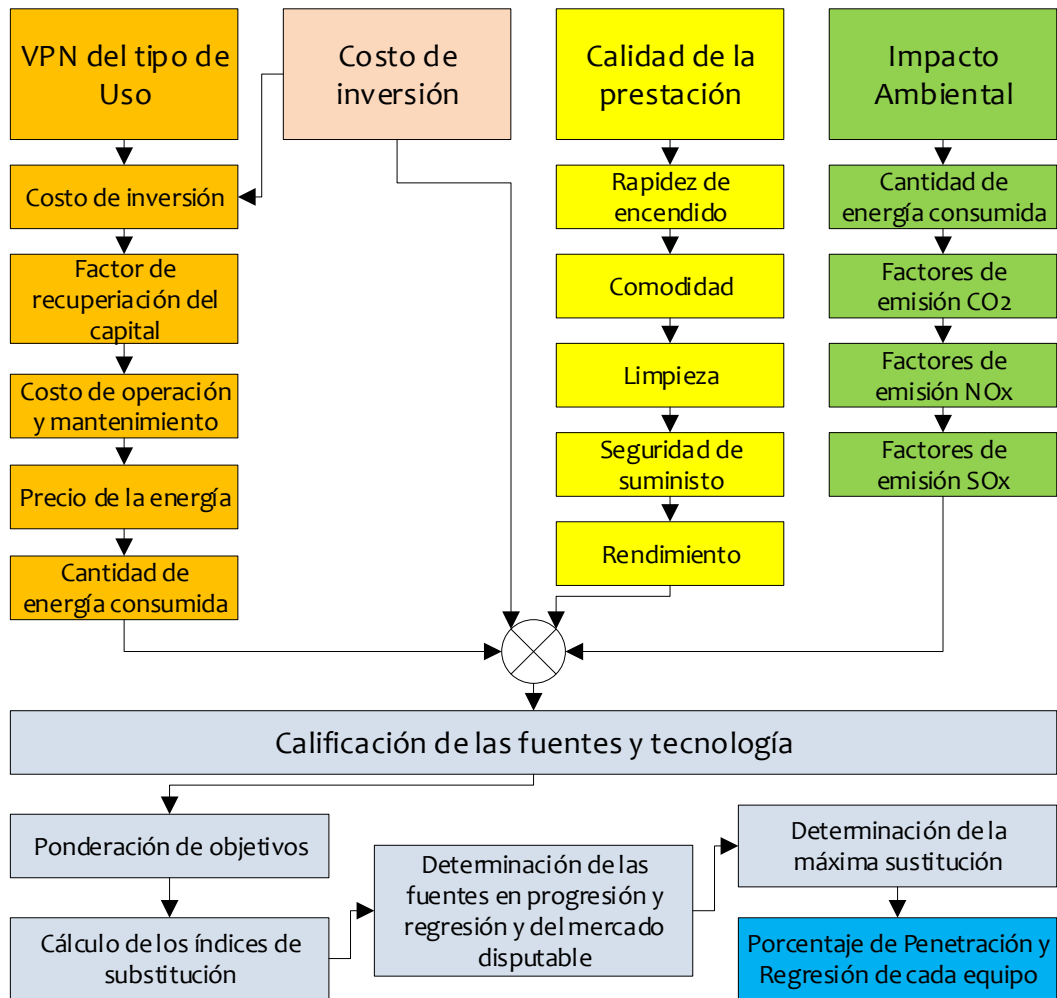 VPN del tipo de
Uso
Costo de
inversión
Calidad de la
prestación
Impacto
Ambiental
Costo de inversión
Factor de
recuperiación del
capital
Costo de operación
y mantenimiento
Precio de la energía
Cantidad de
energía consumida
Rapidez de
encendido
Comodidad
Limpieza
Seguridad de
suministo
Rendimiento
Cantidad de
energía consumida
Factores de
emisión CO2
Factores de
emisión NOx
Factores de
emisión SOx
Calificación de las fuentes y tecnología
Ponderación de objetivos
Cálculo de los índices de
substitución
Determinación de las
fuentes en progresión y
regresión y del mercado
disputable
Determinación de la
máxima sustitución
Porcentaje de Penetración y
Regresión de cada equipo